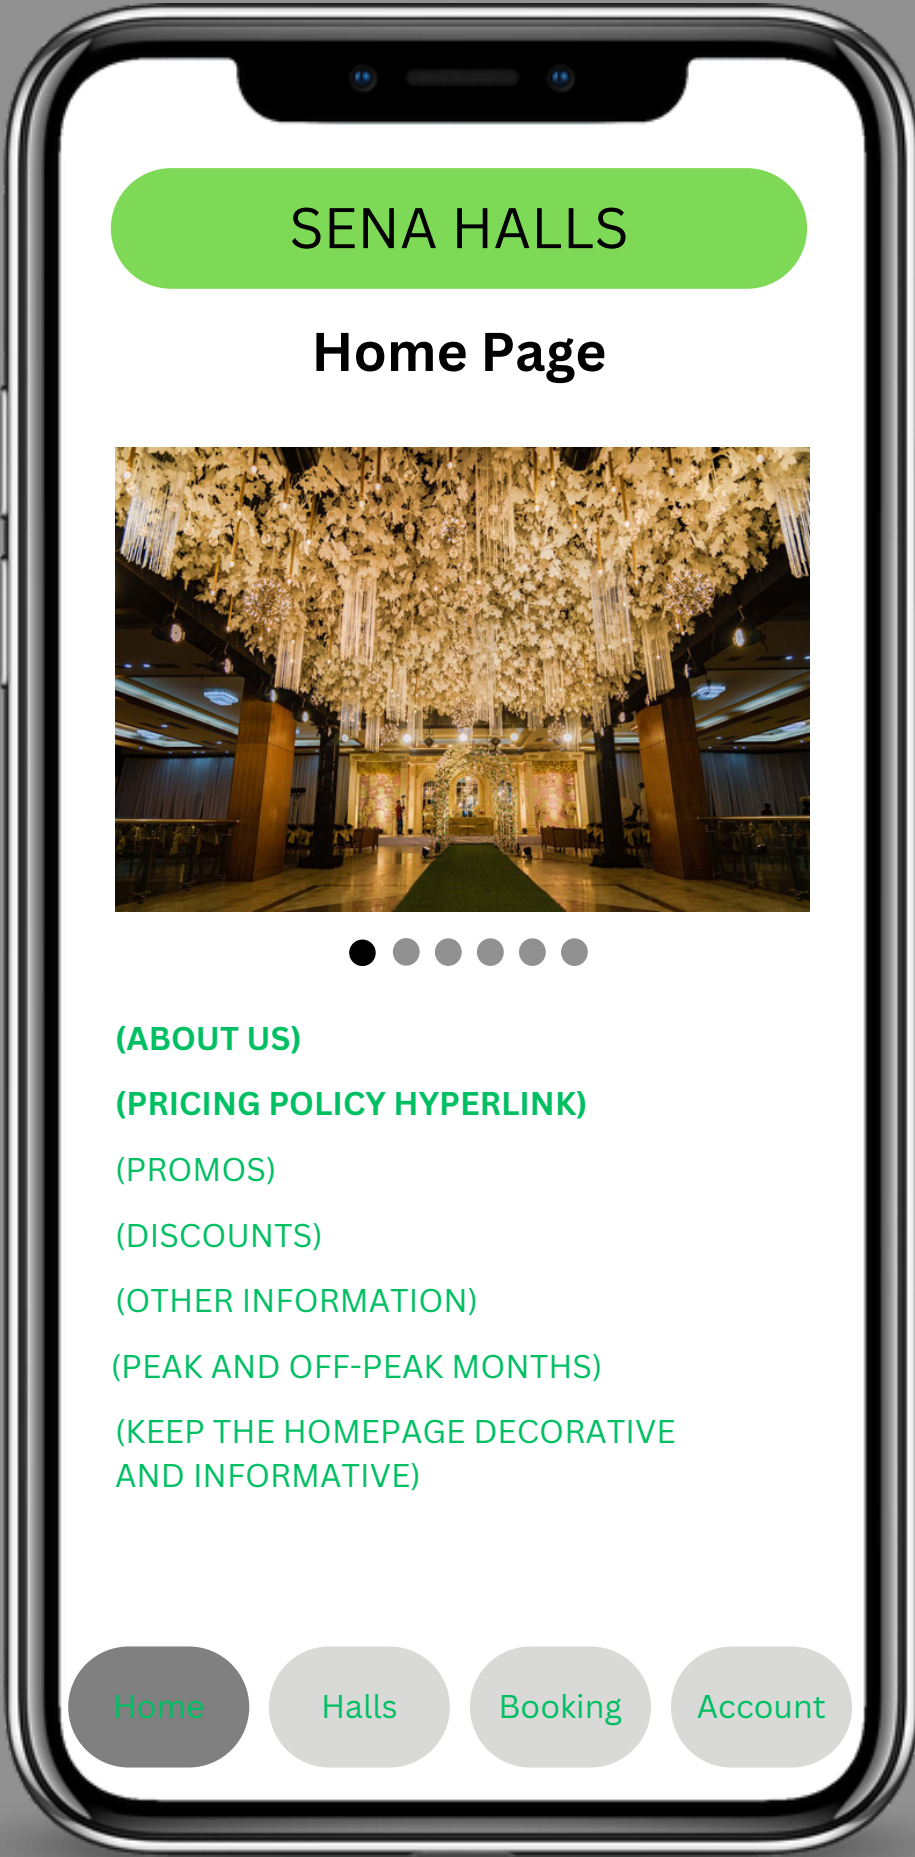 SENA HALLS
Home Page
(ABOUT US)
(PRICING POLICY HYPERLINK)
(PROMOS)
(DISCOUNTS)
(OTHER INFORMATION)
(PEAK AND OFF-PEAK MONTHS)
(KEEP THE HOMEPAGE DECORATIVE
AND INFORMATIVE)
Home Halls Booking Account